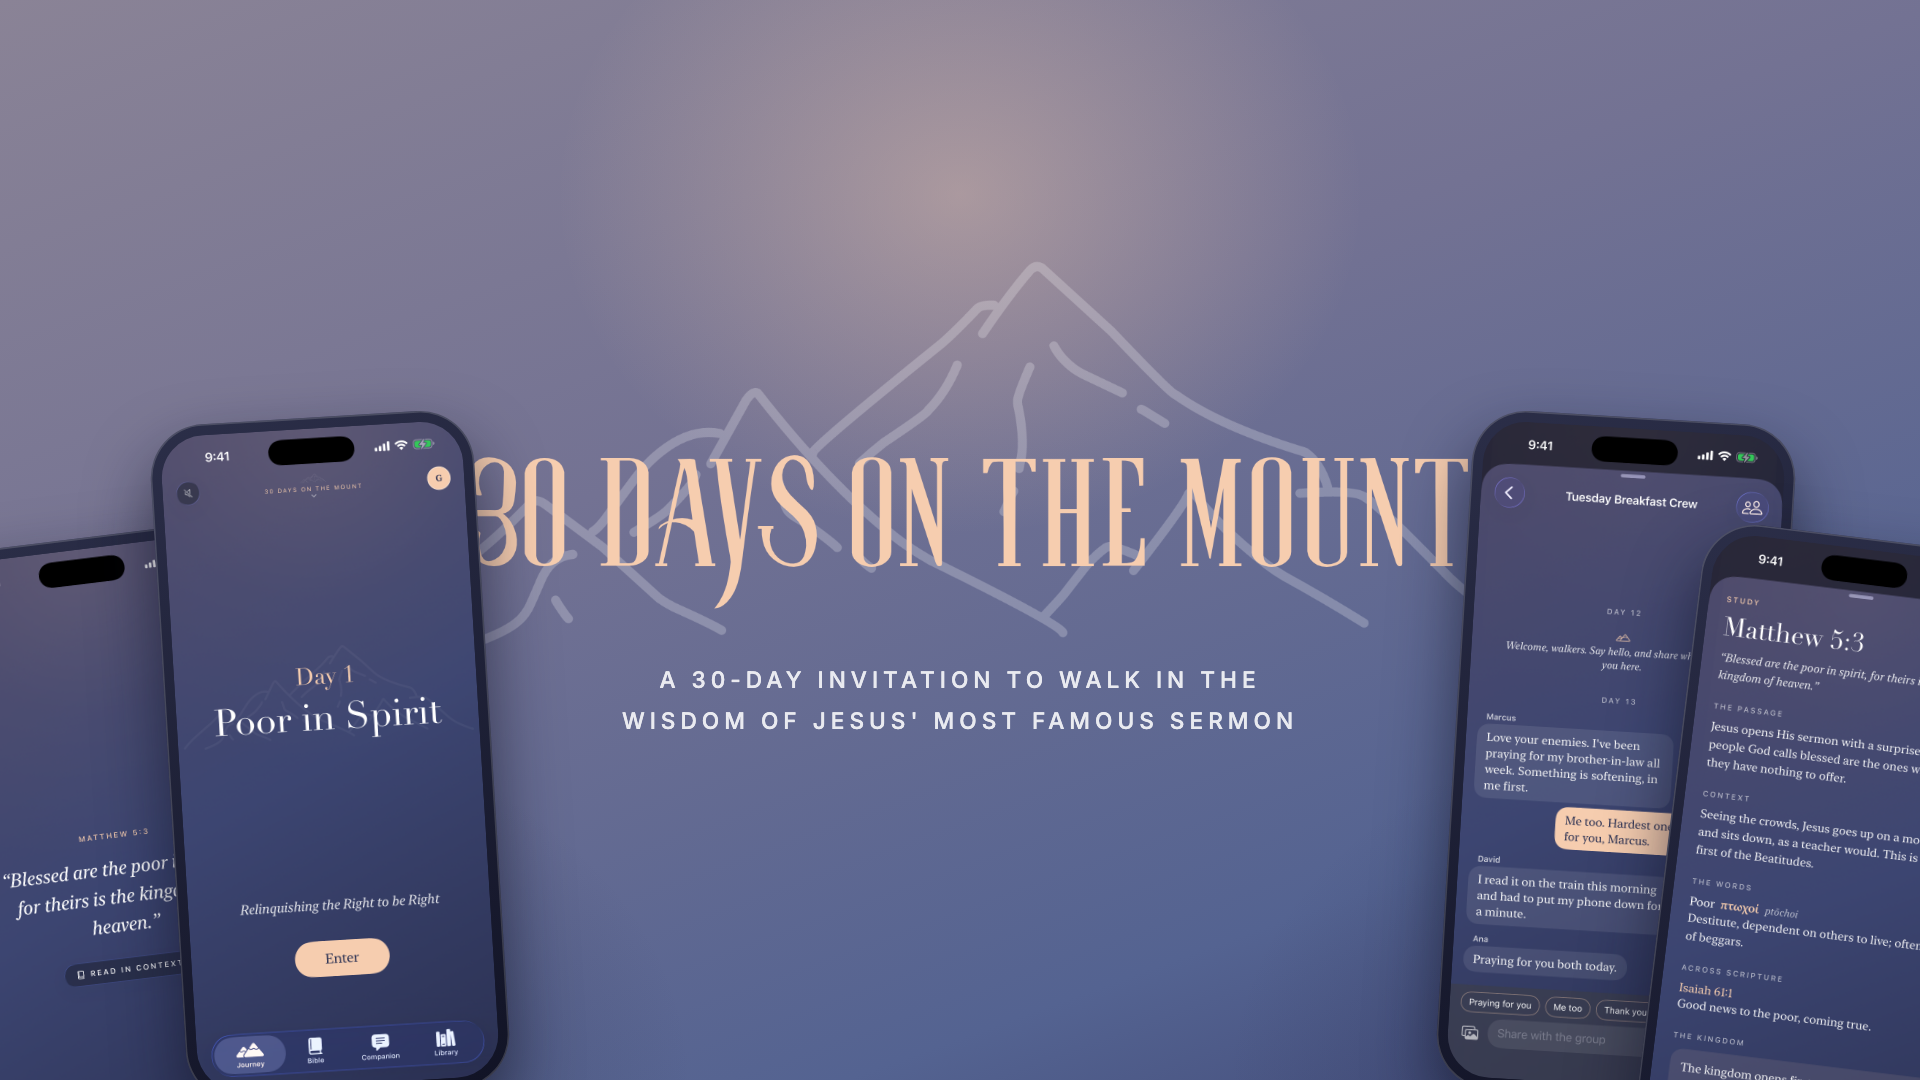 30 DAYS ON THE MOUNT
A 30-DAY INVITATION TO WALK IN THE
WISDOM OF JESUS' MOST FAMOUS SERMON
MATTHEW 5:3
“Blessed are the poor
for theirs is the
heaven.”
READ IN CONTEXT
9:41
30 DAYS ON THE MOUNT
G
Day 1
Poor in Spirit
Relinquishing the Right to be Right
Enter
Journey
Bible
Companion
Library
9:41
Tuesday Breakfast Crew
DAY 12
Welcome, walkers. Say hello, and share
you here.
DAY 13
Marcus
Love your enemies. I've been
praying for my brother-in-law all
week. Something is softening, in
me first.
Me too. Hardest
for you, Marcus.
David
I read it on the train this morning
and had to put my phone down for
a minute.
Ana
Praying for you both today.
Praying for you
Me too
Thank you
Share with the group
9:41
STUDY
Matthew 5:3
“Blessed are the poor in spirit, for theirs
kingdom of heaven.”
THE PASSAGE
Jesus opens His sermon with a surprise
people God calls blessed are the ones
they have nothing to offer.
CONTEXT
Seeing the crowds, Jesus goes up on a
and sits down, as a teacher would. This is
first of the Beatitudes.
THE WORDS
Poor πτωχοί ptōchoi
Destitute, dependent on others to live; often
of beggars.
ACROSS SCRIPTURE
Isaiah 61:1
Good news to the poor, coming true.
THE KINGDOM
The kingdom opens